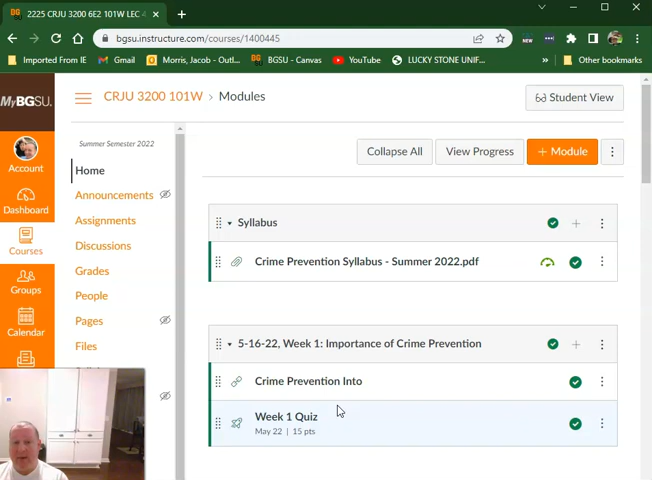 2225 CRJU 3200 6E2 101W LEC 4
bgsu.instructure.com/courses/1400445
NEW
Imported From IE
Gmail
Morris, Jacob - Outl...
BG SU
BGSU - Canvas
YouTube
LUCKY STONE UNIF...
»
Other bookmarks
MyBGSU.
CRJU 3200 101W › Modules
Student View
Account
Dashboard
Courses
Groups
Calendar
Summer Semester 2022
Home
Announcements
Assignments
Discussions
Grades
People
Pages
Files
Collapse All
View Progress
+ Module
Syllabus
Crime Prevention Syllabus - Summer 2022.pdf
5-16-22, Week 1: Importance of Crime Prevention
Crime Prevention Into
Week 1 Quiz
May 22 | 15 pts